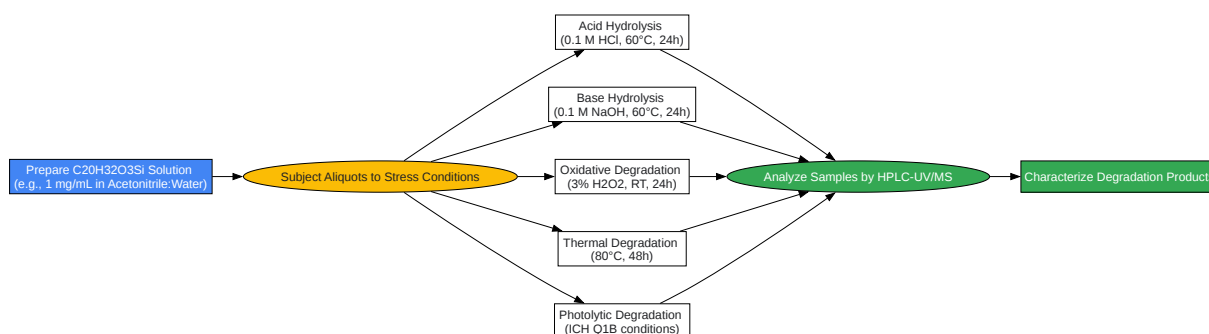 Acid Hydrolysis
(0.1 M HCl, 60°C, 24h)
Base Hydrolysis
(0.1 M NaOH, 60°C, 24h)
Prepare C20H32O3Si Solution
(e.g., 1 mg/mL in Acetonitrile:Water)
Subject Aliquots to Stress Conditions
Oxidative Degradation
(3% H2O2, RT, 24h)
Analyze Samples by HPLC-UV/MS
Characterize Degradation Product
Thermal Degradation
(80°C, 48h)
Photolytic Degradation
(ICH Q1B conditions)